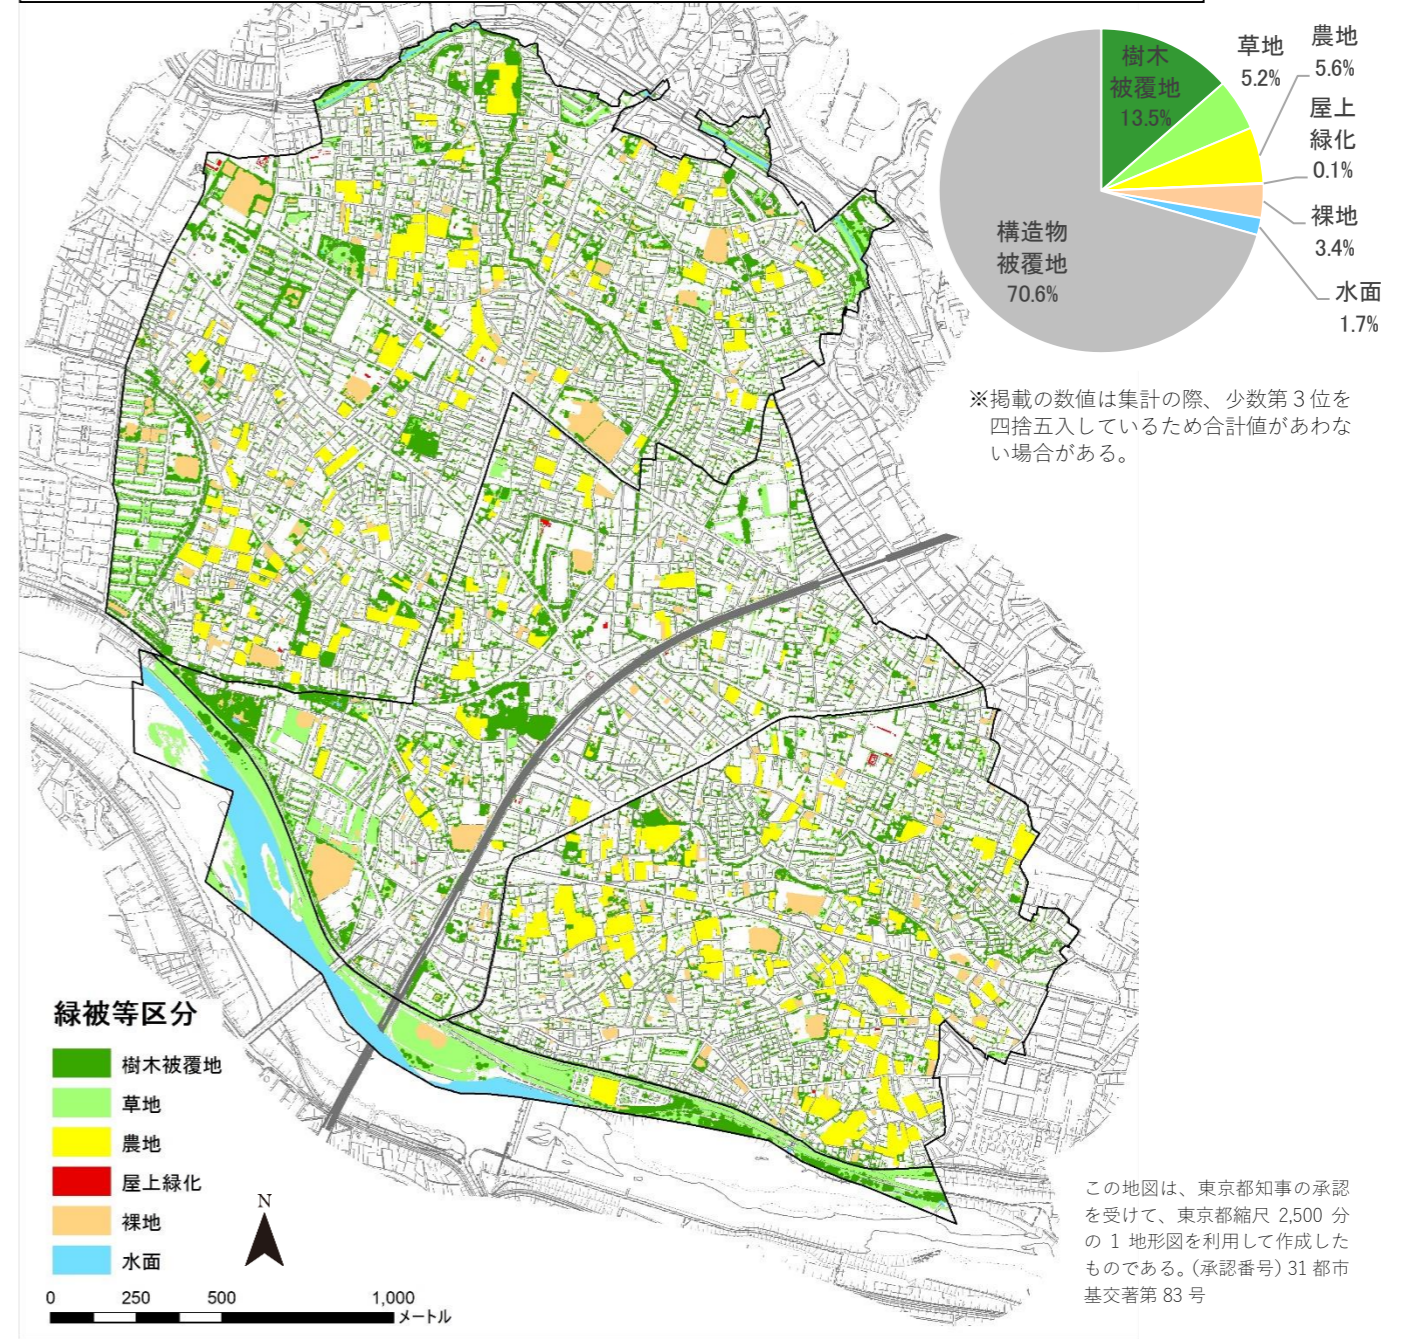 樹木
被覆地
13.5%
草地
5.2%
農地
5.6%
屋上
緑化
0.1%
裸地
3.4%
水面
1.7%
構造物
被覆地
70.6%
※掲載の数値は集計の際、少数第３位を
四捨五入しているため合計値があわな
い場合がある。
緑被等区分
樹木被覆地
草地
農地
屋上緑化
裸地
水面
N
0 250 500 1,000
メートル
この地図は、東京都知事の承認
を受けて、東京都縮尺 2,500 分
の 1 地形図を利用して作成した
ものである。(承認番号) 31 都市
基交著第 83 号